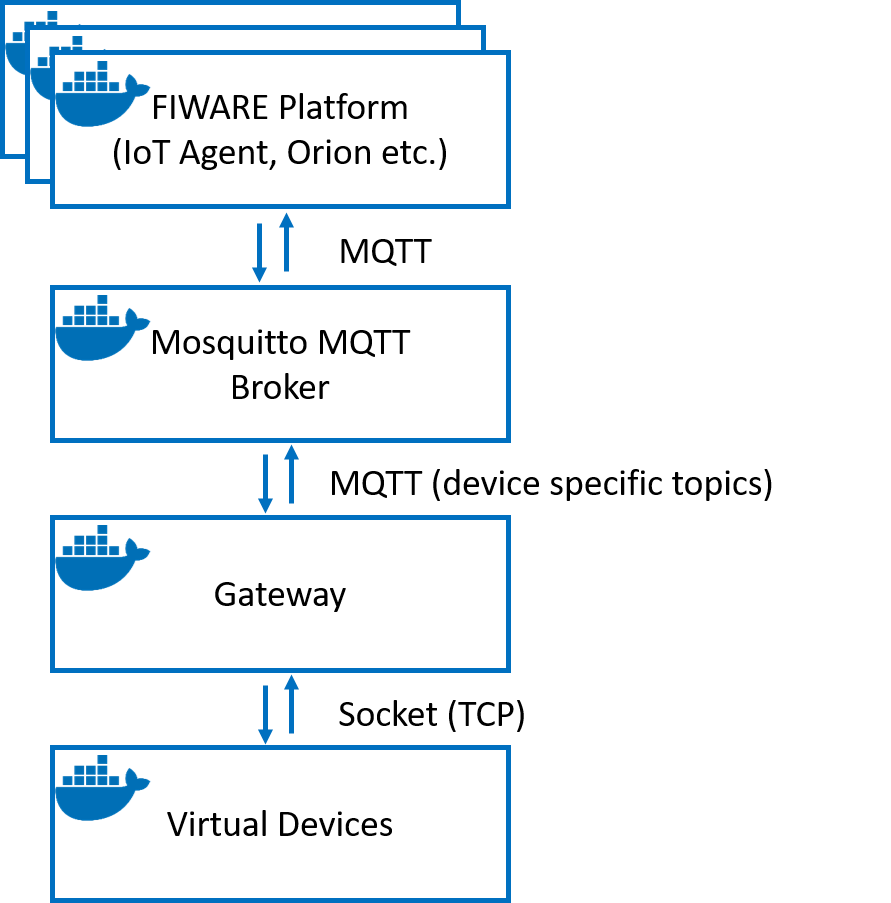 FIWARE Platform
(IoT Agent, Orion etc.)
MQTT
Mosquitto MQTT
Broker
MQTT (device specific topics)
Gateway
Socket (TCP)
Virtual Devices